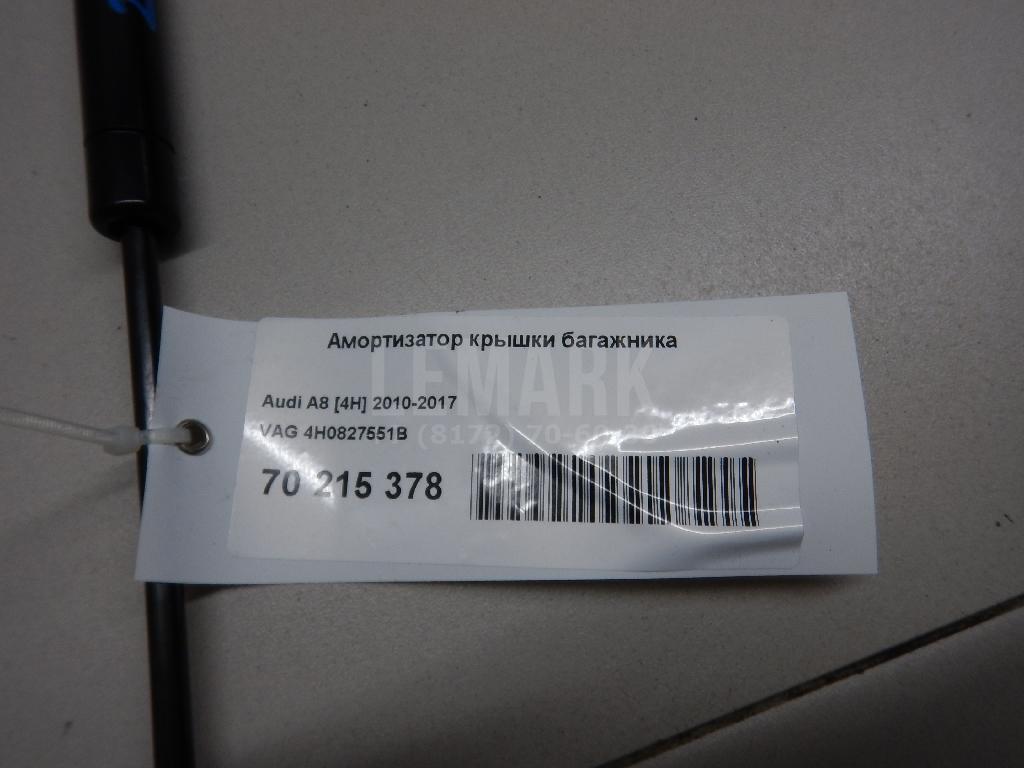 Амортизатор крышки багажника
LEMARK
Audi A8 [4H] 2010-2017
VAG 4H0827551B
70 215 378